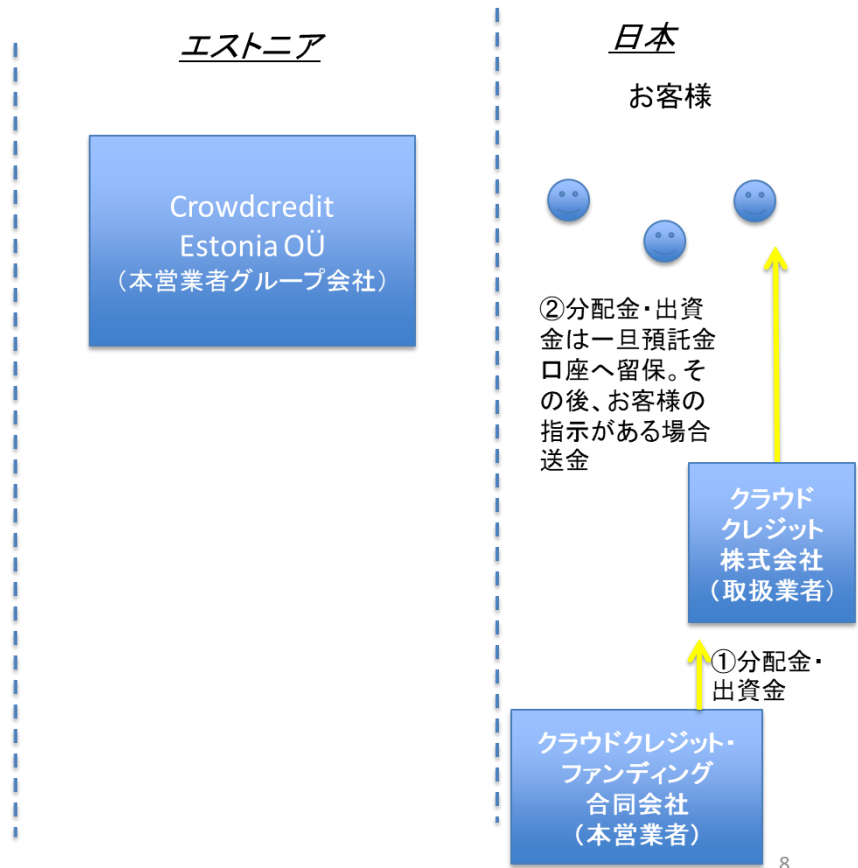 エストニア
日本
お客様
Crowdcredit
Estonia OÜ
（本営業者グループ会社）
②分配金・出資
金は一旦預託金
口座へ留保。そ
の後、お客様の
指示がある場合
送金
クラウド
クレジット
株式会社
（取扱業者）
①分配金・
出資金
クラウドクレジット・
ファンディング
合同会社
（本営業者）
8